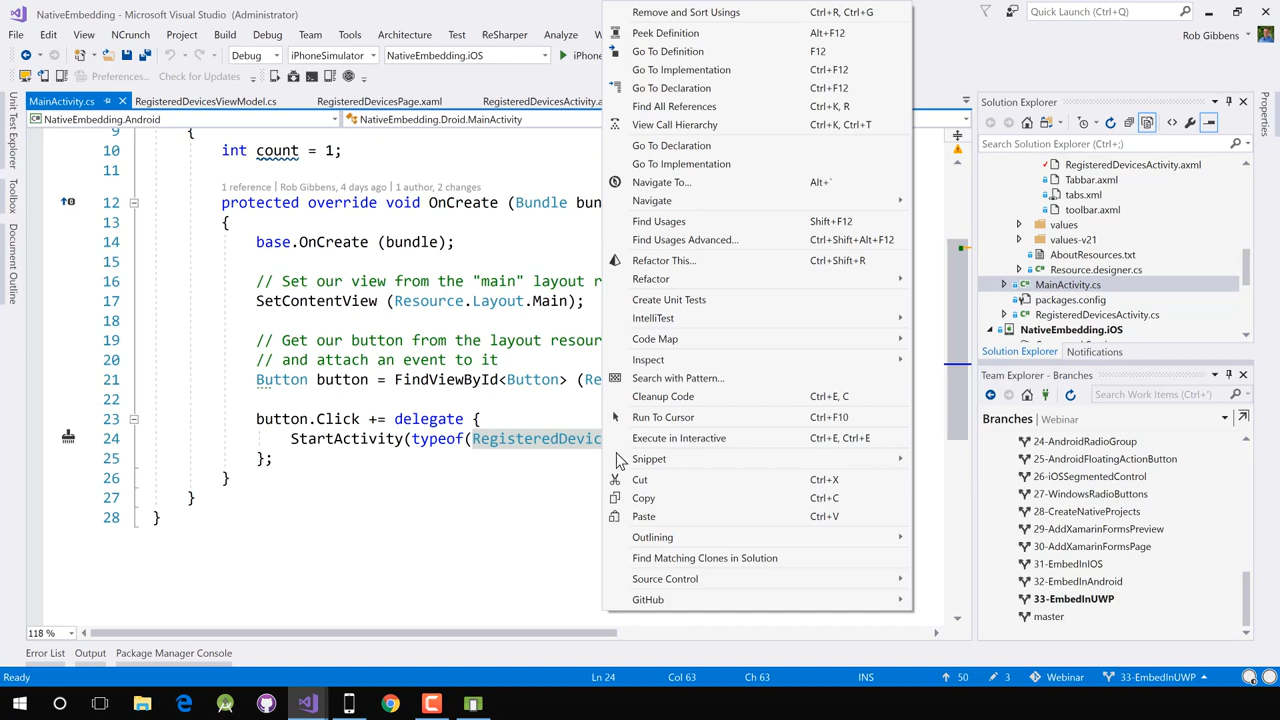 NativeEmbedding - Microsoft Visual Studio (Administrator)
Quick Launch (Ctrl+Q)
File Edit View NCrunch Project Build Debug Team Tools Architecture Test ReSharper Analyze
Rob Gibbens
Debug iPhoneSimulator NativeEmbedding.iOS iPhone
Preferences... Check for Updates
MainActivity.cs RegisteredDevicesViewModel.cs RegisteredDevicesPage.xaml RegisteredDevicesActivity.a
NativeEmbedding.Android NativeEmbedding.Droid.MainActivity
Unit Test Explorer
Toolbox
Document Outline
9 {
10 int count = 1;
11
1 reference | Rob Gibbens, 4 days ago | 1 author, 2 changes
12 protected override void OnCreate (Bundle bun
13 {
14 base.OnCreate (bundle);
15
16 // Set our view from the "main" layout r
17 SetContentView (Resource.Layout.Main);
18
19 // Get our button from the layout resour
20 // and attach an event to it
21 Button button = FindViewById<Button> (Re
22
23 button.Click += delegate {
24 StartActivity(typeof(RegisteredDevic
25 };
26 }
27 }
28 }
118 %
Remove and Sort Usings Ctrl+R, Ctrl+G
Peek Definition Alt+F12
Go To Definition F12
Go To Implementation Ctrl+F12
Go To Declaration Ctrl+F12
Find All References Ctrl+K, R
View Call Hierarchy Ctrl+K, Ctrl+T
Go To Declaration
Go To Implementation
Navigate To... Alt+`
Navigate
Find Usages Shift+F12
Find Usages Advanced... Ctrl+Shift+Alt+F12
Refactor This... Ctrl+Shift+R
Refactor
Create Unit Tests
IntelliTest
Code Map
Inspect
Search with Pattern...
Cleanup Code Ctrl+E, C
Run To Cursor Ctrl+F10
Execute in Interactive Ctrl+E, Ctrl+E
Snippet
Cut Ctrl+X
Copy Ctrl+C
Paste Ctrl+V
Outlining
Find Matching Clones in Solution
Source Control
GitHub
Solution Explorer
Search Solution Explorer (Ctrl+;)
RegisteredDevicesActivity.axml
Tabbar.axml
tabs.xml
toolbar.axml
values
values-v21
AboutResources.txt
Resource.designer.cs
MainActivity.cs
packages.config
RegisteredDevicesActivity.cs
NativeEmbedding.iOS
Solution Explorer Notifications
Properties
Team Explorer - Branches
Search Work Items (Ctrl+')
Branches | Webinar
24-AndroidRadioGroup
25-AndroidFloatingActionButton
26-iOSSegmentedControl
27-WindowsRadioButtons
28-CreateNativeProjects
29-AddXamarinFormsPreview
30-AddXamarinFormsPage
31-EmbedInIOS
32-EmbedInAndroid
33-EmbedInUWP
master
Error List Output Package Manager Console
Ready Ln 24 Col 63 Ch 63 INS 50 3 Webinar 33-EmbedInUWP